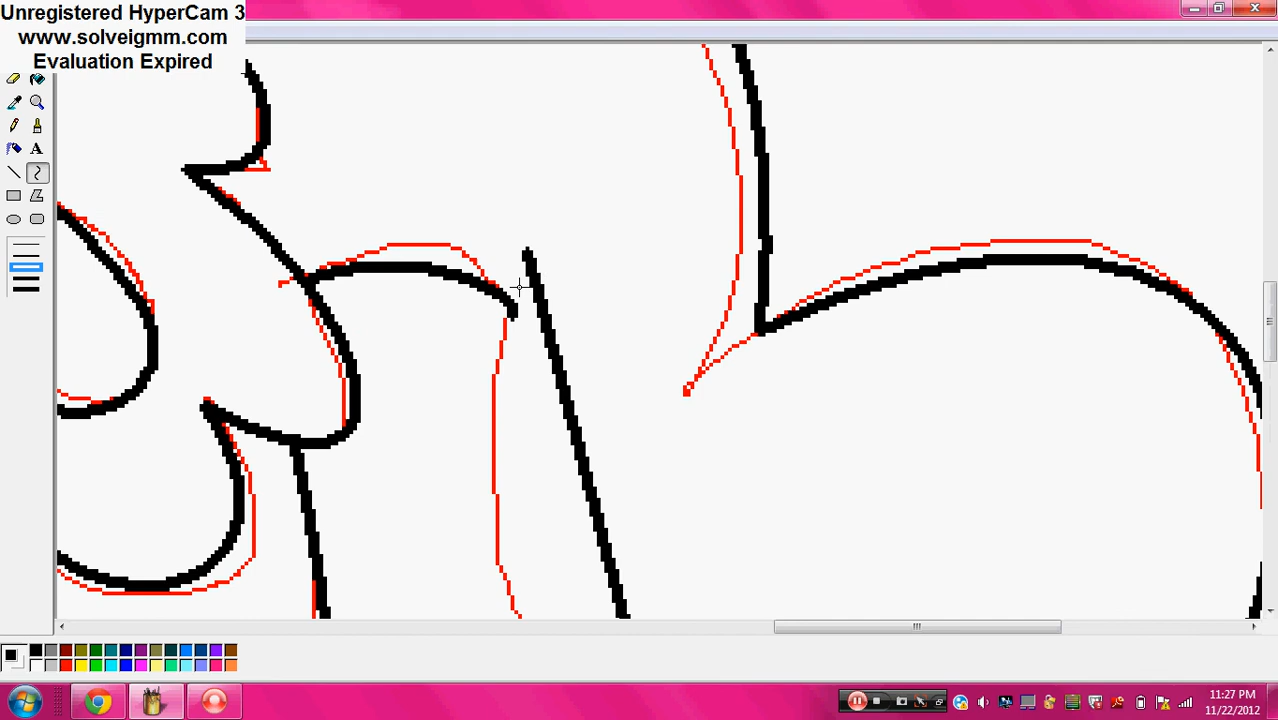 Unregistered HyperCam 3
www.solveigmm.com
Evaluation Expired
A
11:27 PM
11/22/2012